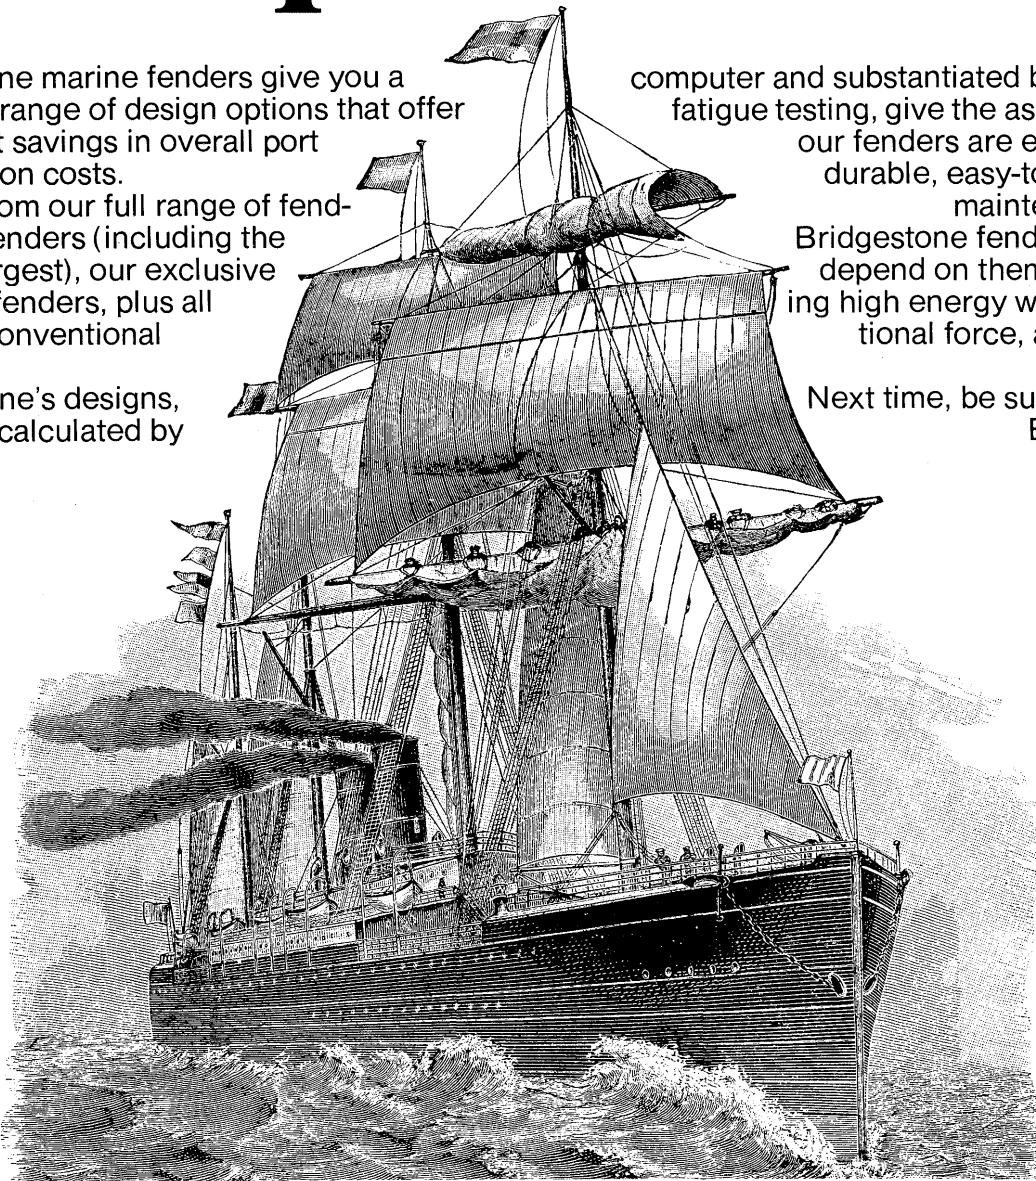 ne marine fenders give you a
range of design options that offer
t savings in overall port
on costs.
om our full range of fend-
enders (including the
rgest), our exclusive
fenders, plus all
onventional
ne's designs,
calculated by
computer and substantiated b
fatigue testing, give the as
our fenders are e
durable, easy-to
mainte
Bridgestone fend
depend on them
ing high energy w
tional force, a
Next time, be su
B